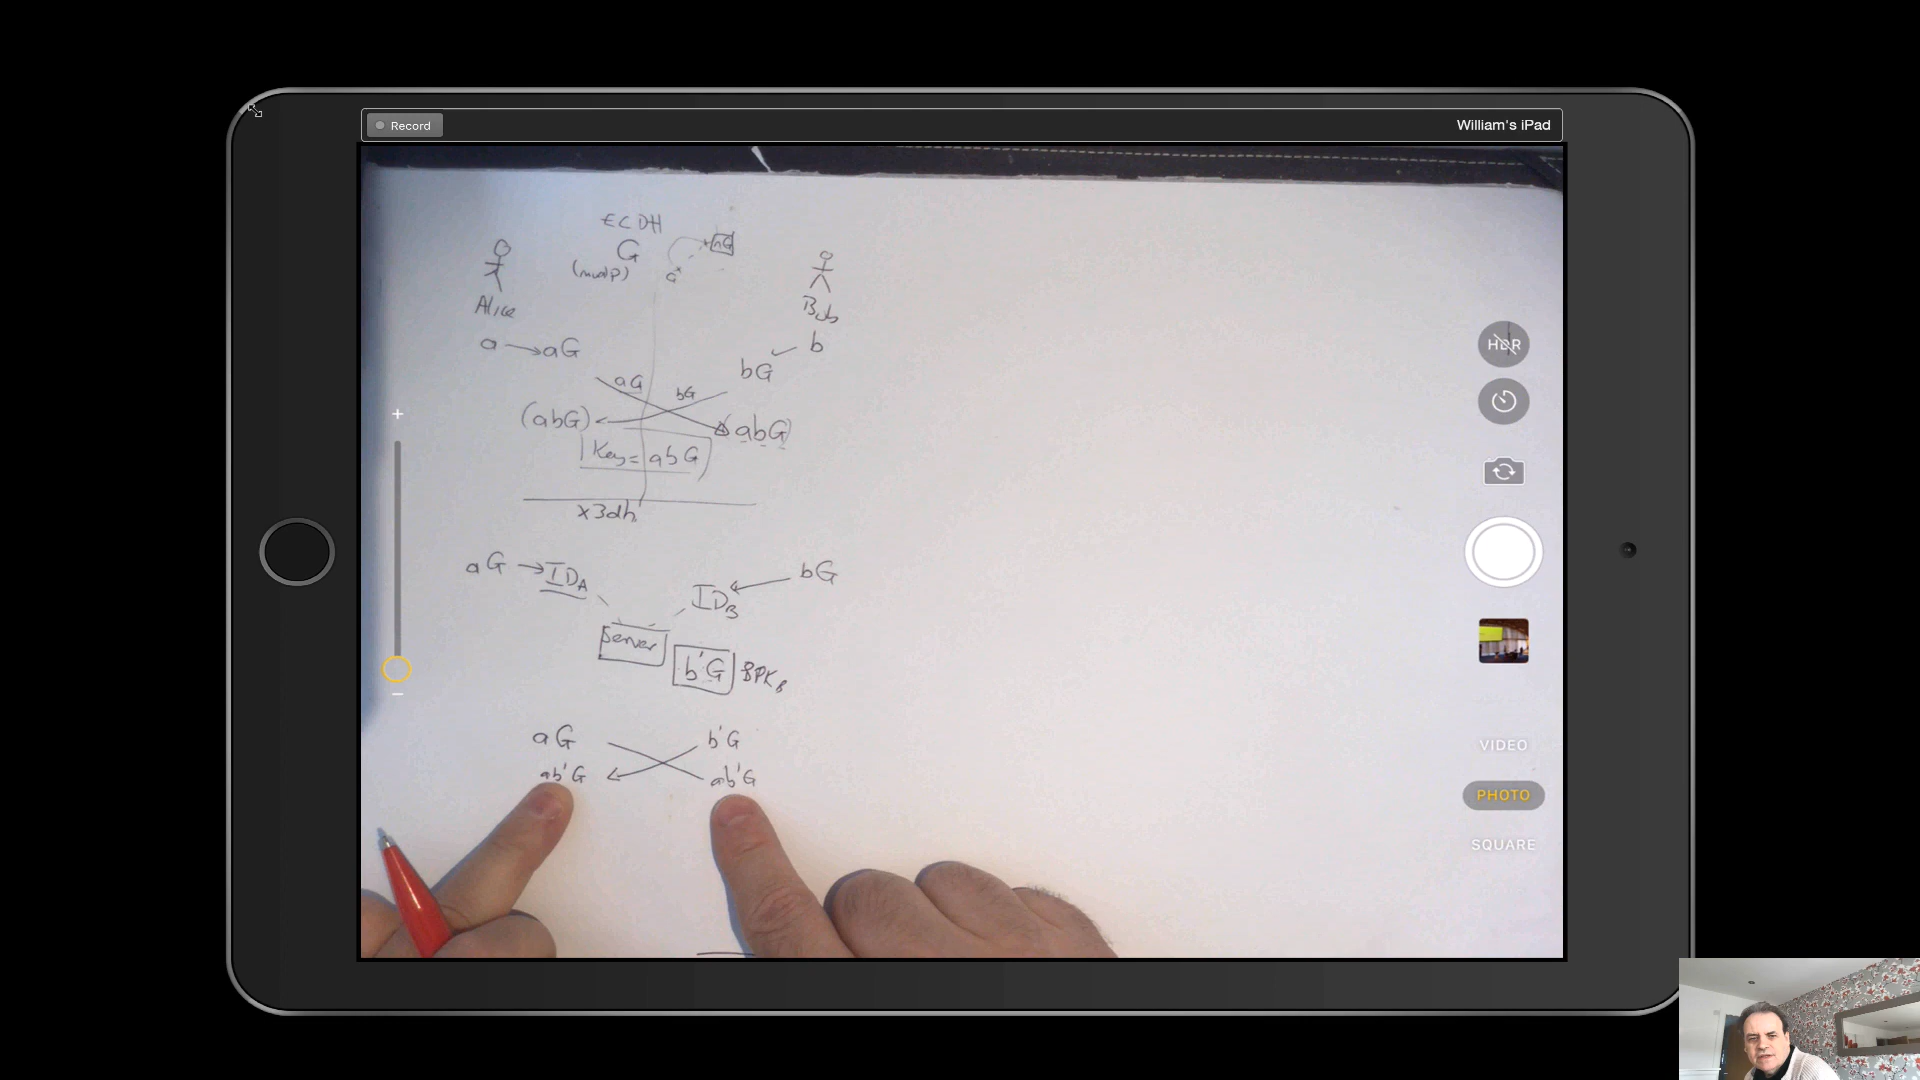 Record
William's iPad
ECDH
G
nG
(mod p)
a
Alice
Bob
a → aG
b
bG
aG
bG
(abG)
abG)
Key = abG
x3dh
aG → IDA
bG
IDB
Server
b'G
BPKB
aG
b'G
ab'G
ab'G
HDR
VIDEO
PHOTO
SQUARE